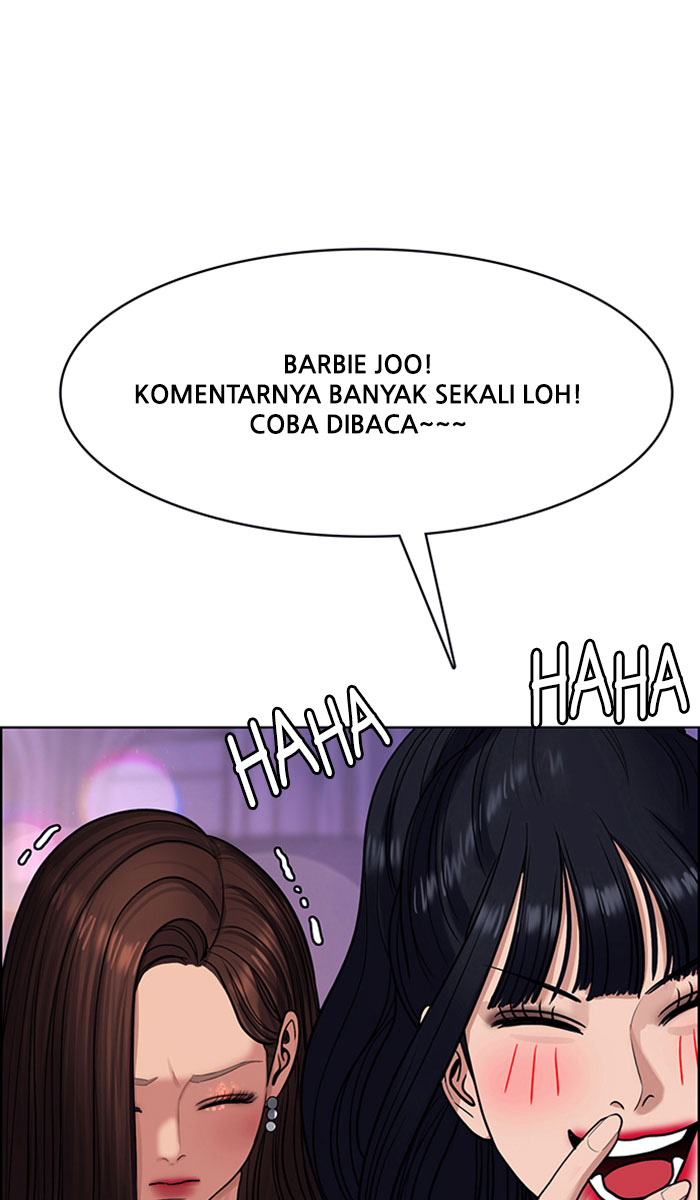 BARBIE JOO!
KOMENTARNYA BANYAK SEKALI LOH!
COBA DIBACA~~~
HAHA
HAHA